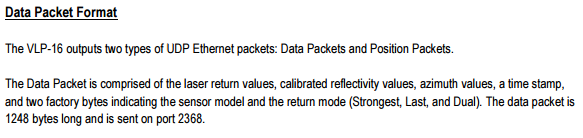 Data Packet Format
The VLP-16 outputs two types of UDP Ethernet packets: Data Packets and Position Packets.
The Data Packet is comprised of the laser return values, calibrated reflectivity values, azimuth values, a time stamp,
and two factory bytes indicating the sensor model and the return mode (Strongest, Last, and Dual). The data packet is
1248 bytes long and is sent on port 2368.